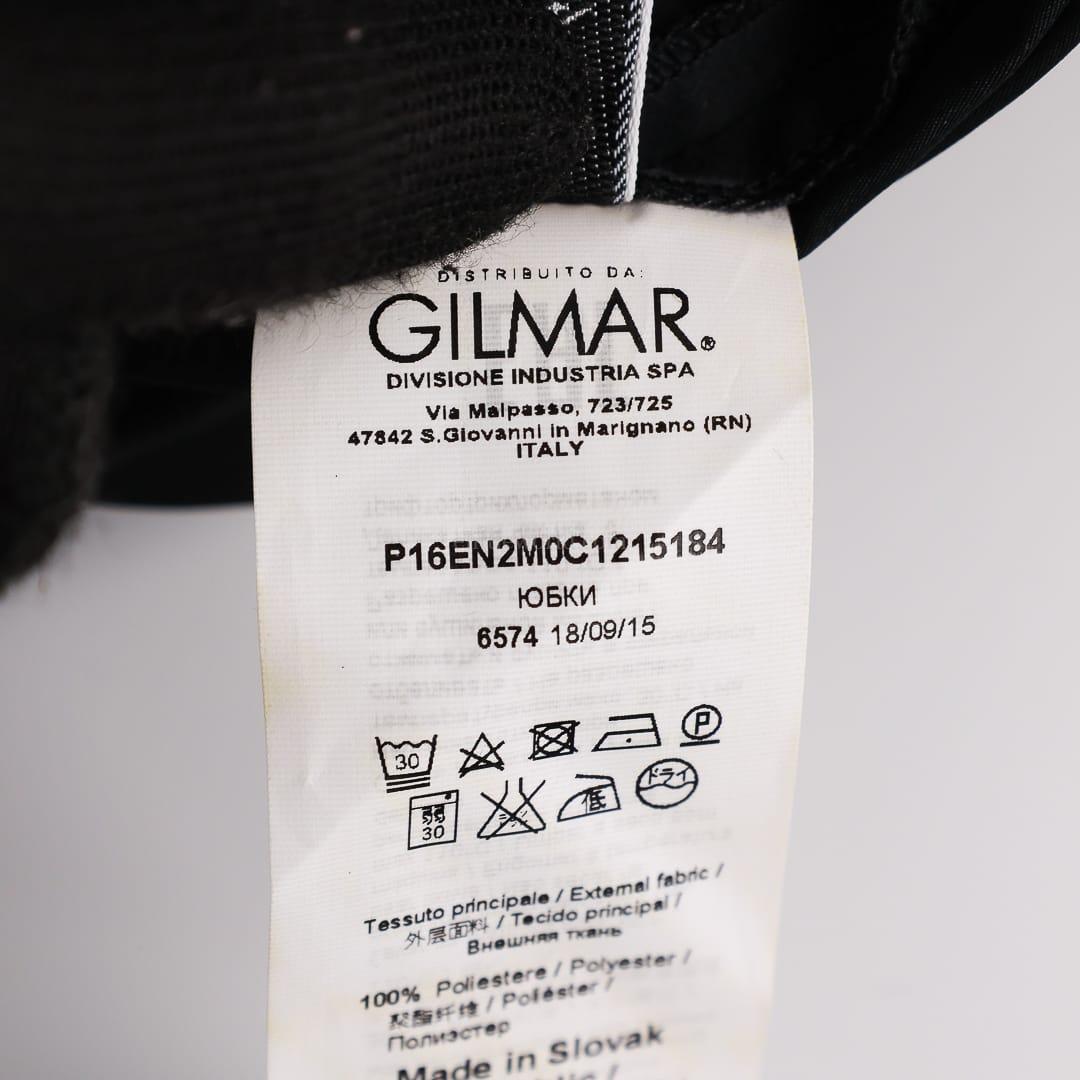 DISTRIBUITO DA:
GILMAR®
DIVISIONE INDUSTRIA SPA
Via Malpasso, 723/725
47842 S.Giovanni in Marignano (RN)
ITALY
P16EN2M0C1215184
ЮБКИ
6574 18/09/15
30 P
弱 30 低 ドライ
Tessuto principale / External fabric /
外层面料 / Tecido principal /
Внешняя ткань
100% Poliestere / Polyester /
聚酯纤维 / Poliéster /
Полиэстер
Made in Slovak